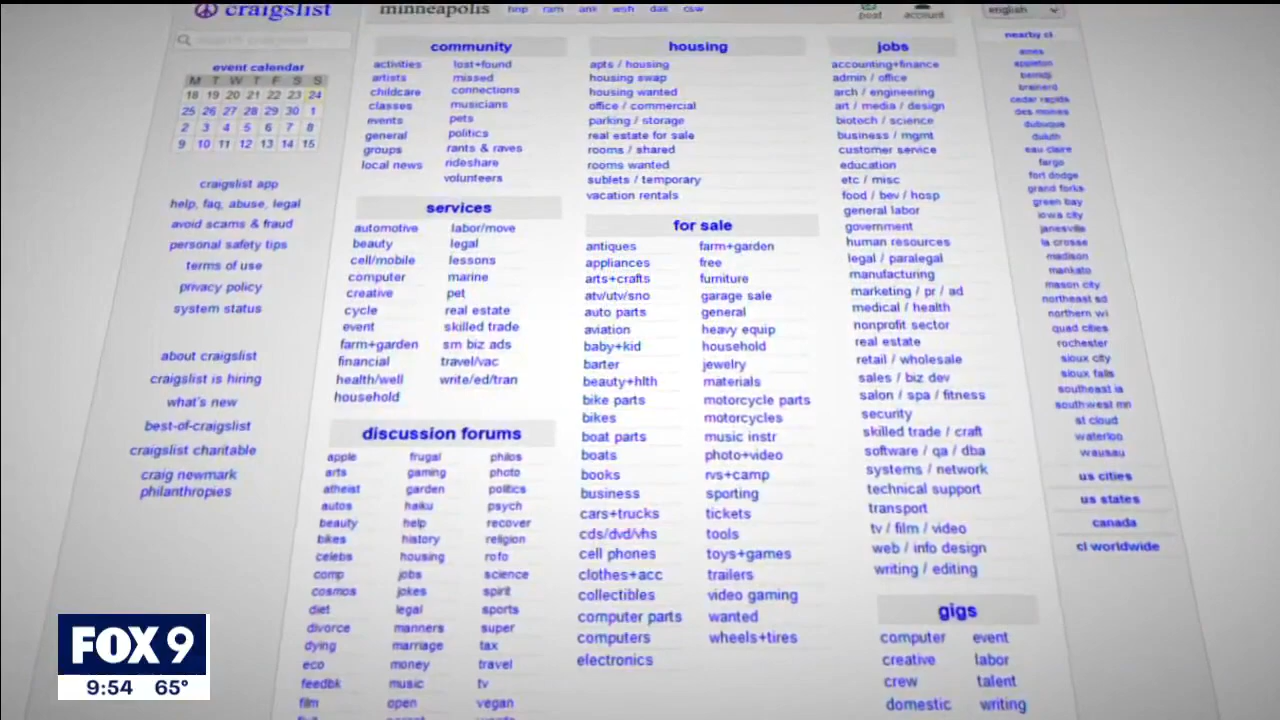 craigslist
event calendar
M T W T F S S
18 19 20 21 22 23 24
25 26 27 28 29 30 1
2 3 4 5 6 7 8
9 10 11 12 13 14 15
craigslist app
help, faq, abuse, legal
avoid scams & fraud
personal safety tips
terms of use
privacy policy
system status
about craigslist
craigslist is hiring
what's new
best-of-craigslist
craigslist charitable
craig newmark
philanthropies
minneapolis hnp ram ank wsh dak csw
community
activities lost+found
artists missed
childcare connections
classes musicians
events pets
general politics
groups rants & raves
local news rideshare
volunteers
services
automotive labor/move
beauty legal
cell/mobile lessons
computer marine
creative pet
cycle real estate
event skilled trade
farm+garden sm biz ads
financial travel/vac
health/well write/ed/tran
household
discussion forums
apple frugal philos
arts gaming photo
atheist garden politics
autos haiku psych
beauty help recover
bikes history religion
celebs housing rofo
comp jobs science
cosmos jokes spirit
diet legal sports
divorce manners super
dying marriage tax
eco money travel
feedbk music tv
film open vegan
housing
apts / housing
housing swap
housing wanted
office / commercial
parking / storage
real estate for sale
rooms / shared
rooms wanted
sublets / temporary
vacation rentals
for sale
antiques farm+garden
appliances free
arts+crafts furniture
atv/utv/sno garage sale
auto parts general
aviation heavy equip
baby+kid household
barter jewelry
beauty+hlth materials
bike parts motorcycle parts
bikes motorcycles
boat parts music instr
boats photo+video
books rvs+camp
business sporting
cars+trucks tickets
cds/dvd/vhs tools
cell phones toys+games
clothes+acc trailers
collectibles video gaming
computer parts wanted
computers wheels+tires
electronics
post account
jobs
accounting+finance
admin / office
arch / engineering
art / media / design
biotech / science
business / mgmt
customer service
education
etc / misc
food / bev / hosp
general labor
government
human resources
legal / paralegal
manufacturing
marketing / pr / ad
medical / health
nonprofit sector
real estate
retail / wholesale
sales / biz dev
salon / spa / fitness
security
skilled trade / craft
software / qa / dba
systems / network
technical support
transport
tv / film / video
web / info design
writing / editing
gigs
computer event
creative labor
crew talent
domestic writing
english
nearby cl
ames
appleton
bemidji
brainerd
cedar rapids
des moines
dubuque
duluth
eau claire
fargo
fort dodge
grand forks
green bay
iowa city
janesville
la crosse
madison
mankato
mason city
northeast sd
northern wi
quad cities
rochester
sioux city
sioux falls
southeast ia
southwest mn
st cloud
waterloo
wausau
us cities
us states
canada
cl worldwide
FOX 9
9:54 65°